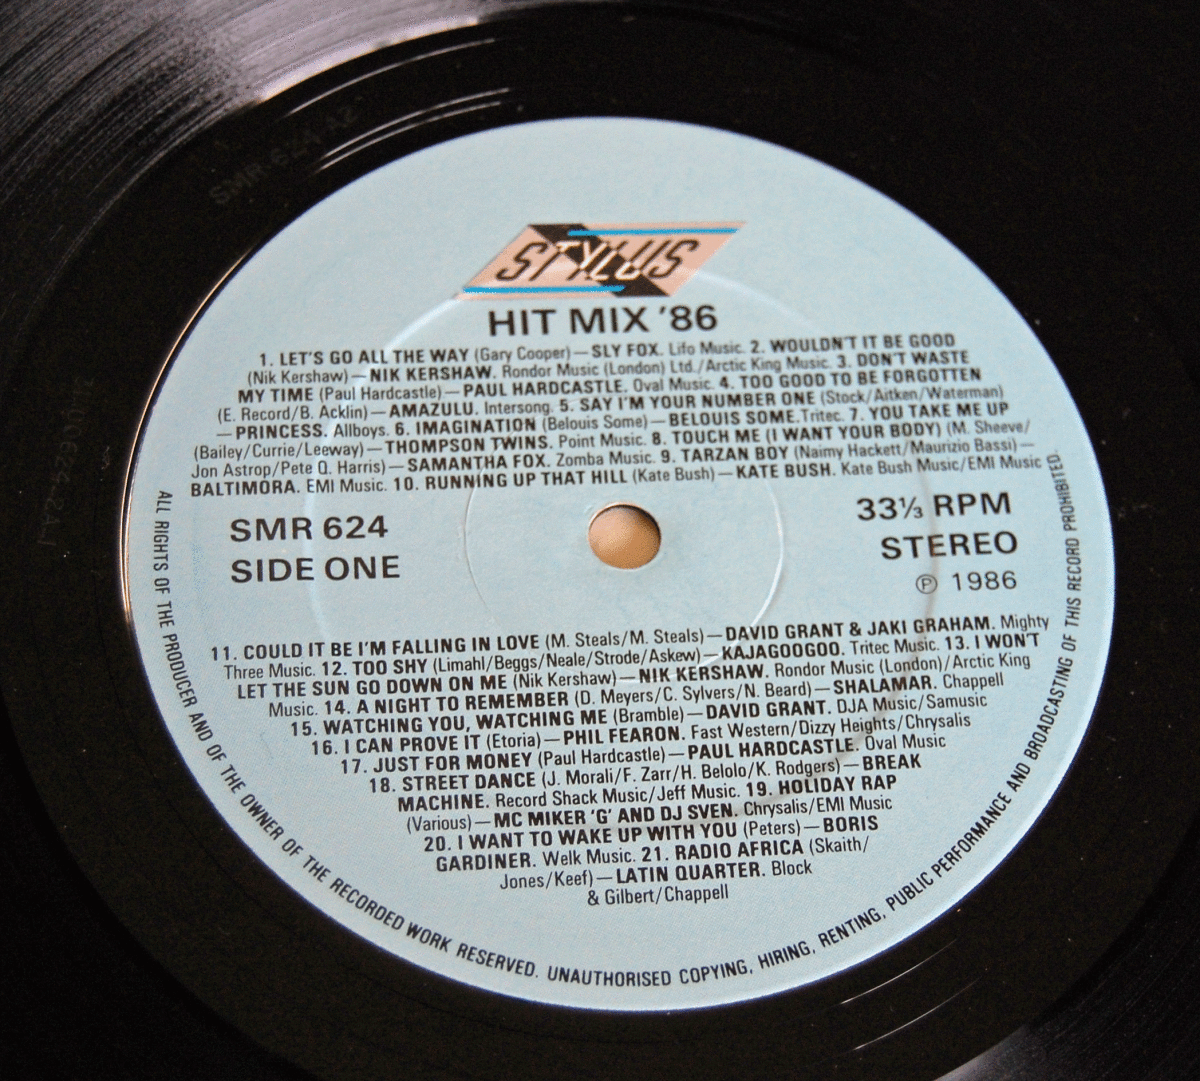 SMR 624 A2
STYLUS
HIT MIX '86
1. LET'S GO ALL THE WAY (Gary Cooper) — SLY FOX. Lifo Music. 2. WOULDN'T IT BE GOOD
(Nik Kershaw) — NIK KERSHAW. Rondor Music (London) Ltd./Arctic King Music. 3. DON'T WASTE
MY TIME (Paul Hardcastle) — PAUL HARDCASTLE. Oval Music. 4. TOO GOOD TO BE FORGOTTEN
(E. Record/B. Acklin) — AMAZULU. Intersong. 5. SAY I'M YOUR NUMBER ONE (Stock/Aitken/Waterman)
— PRINCESS. Allboys. 6. IMAGINATION (Belouis Some) — BELOUIS SOME. Tritec. 7. YOU TAKE ME UP
(Bailey/Currie/Leeway) — THOMPSON TWINS. Point Music. 8. TOUCH ME (I WANT YOUR BODY) (M. Sheeve/
Jon Astrop/Pete Q. Harris) — SAMANTHA FOX. Zomba Music. 9. TARZAN BOY (Naimy Hackett/Maurizio Bassi) —
BALTIMORA. EMI Music. 10. RUNNING UP THAT HILL (Kate Bush) — KATE BUSH. Kate Bush Music/EMI Music
SMR 624
SIDE ONE
33⅓ RPM
STEREO
℗ 1986
11. COULD IT BE I'M FALLING IN LOVE (M. Steals/M. Steals) — DAVID GRANT & JAKI GRAHAM. Mighty
Three Music. 12. TOO SHY (Limahl/Beggs/Neale/Strode/Askew) — KAJAGOOGOO. Tritec Music. 13. I WON'T
LET THE SUN GO DOWN ON ME (Nik Kershaw) — NIK KERSHAW. Rondor Music (London)/Arctic King
Music. 14. A NIGHT TO REMEMBER (D. Meyers/C. Sylvers/N. Beard) — SHALAMAR. Chappell
15. WATCHING YOU, WATCHING ME (Bramble) — DAVID GRANT. DJA Music/Samusic
16. I CAN PROVE IT (Etoria) — PHIL FEARON. Fast Western/Dizzy Heights/Chrysalis
17. JUST FOR MONEY (Paul Hardcastle) — PAUL HARDCASTLE. Oval Music
18. STREET DANCE (J. Morali/F. Zarr/H. Belolo/K. Rodgers) — BREAK
MACHINE. Record Shack Music/Jeff Music. 19. HOLIDAY RAP
(Various) — MC MIKER 'G' AND DJ SVEN. Chrysalis/EMI Music
20. I WANT TO WAKE UP WITH YOU (Peters) — BORIS
GARDINER. Welk Music. 21. RADIO AFRICA (Skaith/
Jones/Keef) — LATIN QUARTER. Block
& Gilbert/Chappell
ALL RIGHTS OF THE PRODUCER AND OF THE OWNER OF THE RECORDED WORK RESERVED. UNAUTHORISED COPYING, HIRING, RENTING, PUBLIC PERFORMANCE AND BROADCASTING OF THIS RECORD PROHIBITED.